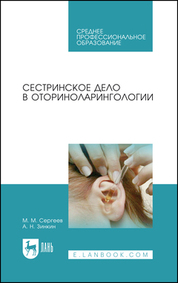 СРЕДНЕЕ
ПРОФЕССИОНАЛЬНОЕ
ОБРАЗОВАНИЕ
СЕСТРИНСКОЕ ДЕЛО
В ОТОРИНОЛАРИНГОЛОГИИ
М. М. Сергеев
А. Н. Зинкин
ЛАНЬ
E.LANBOOK.COM